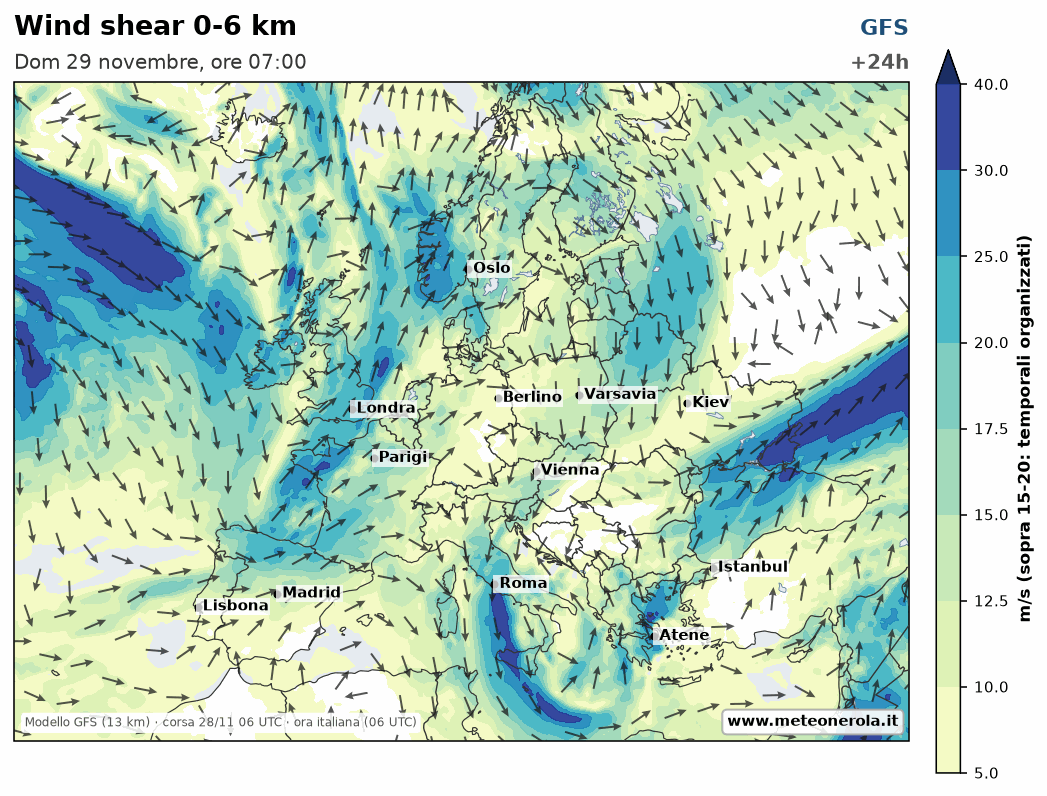 Wind shear 0-6 km
GFS
Dom 29 novembre, ore 07:00
+24h
40.0
30.0
25.0
20.0
17.5
15.0
12.5
10.0
5.0
m/s (sopra 15-20: temporali organizzati)
Oslo
Berlino
Varsavia
Kiev
Londra
Parigi
Vienna
Istanbul
Roma
Madrid
Lisbona
Atene
Modello GFS (13 km) · corsa 28/11 06 UTC · ora italiana (06 UTC)
www.meteonerola.it